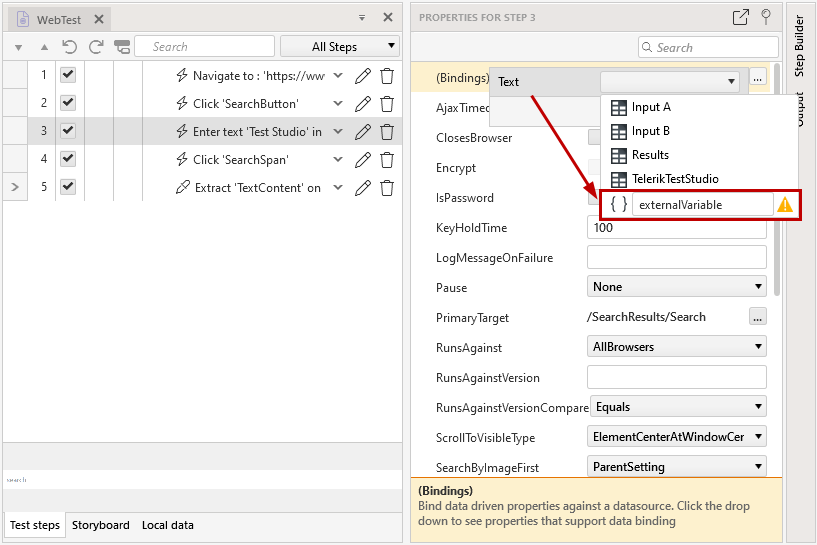 WebTest
Search
All Steps
1 Navigate to : 'https://ww
2 Click 'SearchButton'
3 Enter text 'Test Studio' in
4 Click 'SearchSpan'
5 Extract 'TextContent' on
search
Test steps Storyboard Local data
PROPERTIES FOR STEP 3
Search
(Bindings)
Text
...
Input A
Input B
Results
TelerikTestStudio
{ } externalVariable
ClosesBrowser
Encrypt
IsPassword
KeyHoldTime 100
LogMessageOnFailure
Pause None
PrimaryTarget /SearchResults/Search ...
RunsAgainst AllBrowsers
RunsAgainstVersion
RunsAgainstVersionCompare Equals
ScrollToVisibleType ElementCenterAtWindowCer
SearchByImageFirst ParentSetting
(Bindings)
Bind data driven properties against a datasource. Click the drop
down to see properties that support data binding
Step Builder